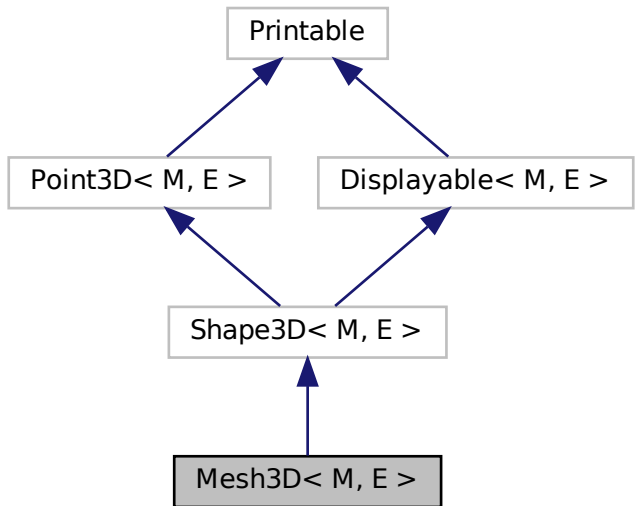 Printable
Point3D< M, E >
Displayable< M, E >
Shape3D< M, E >
Mesh3D< M, E >